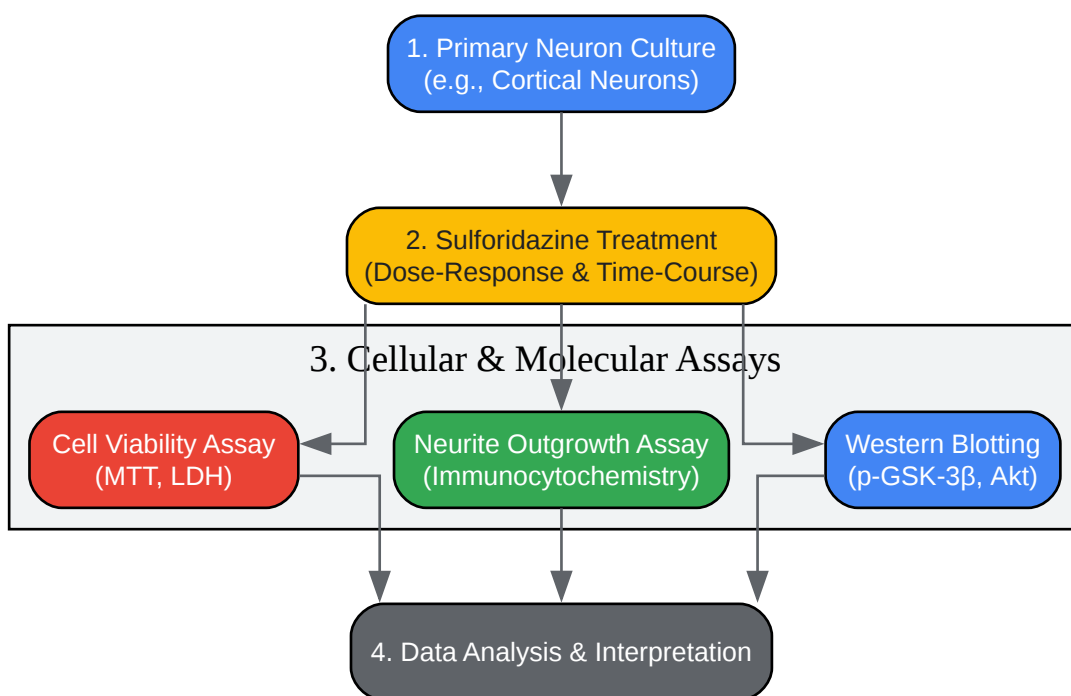 1. Primary Neuron Culture
(e.g., Cortical Neurons)
2. Sulforidazine Treatment
(Dose-Response & Time-Course)
3. Cellular & Molecular Assays
Cell Viability Assay
(MTT, LDH)
Neurite Outgrowth Assay
(Immunocytochemistry)
Western Blotting
(p-GSK-3β, Akt)
4. Data Analysis & Interpretation